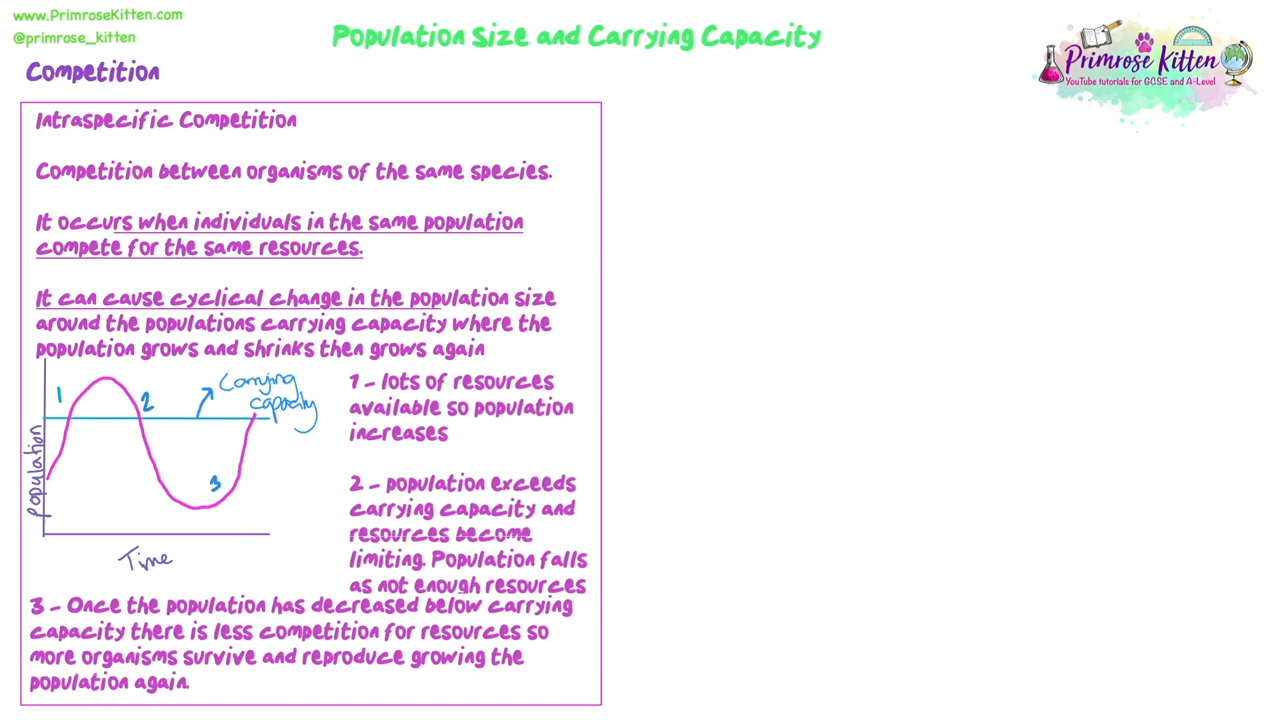 www.PrimroseKitten.com
@primrose_kitten
Population Size and Carrying Capacity
Primrose Kitten
YouTube tutorials for GCSE and A-Level
Competition
Intraspecific Competition
Competition between organisms of the same species.
It occurs when individuals in the same population
compete for the same resources.
It can cause cyclical change in the population size
around the populations carrying capacity where the
population grows and shrinks then grows again
Population
1
2
3
Carrying
capacity
Time
1 - lots of resources
available so population
increases
2 - population exceeds
carrying capacity and
resources become
limiting. Population falls
as not enough resources
3 - Once the population has decreased below carrying
capacity there is less competition for resources so
more organisms survive and reproduce growing the
population again.